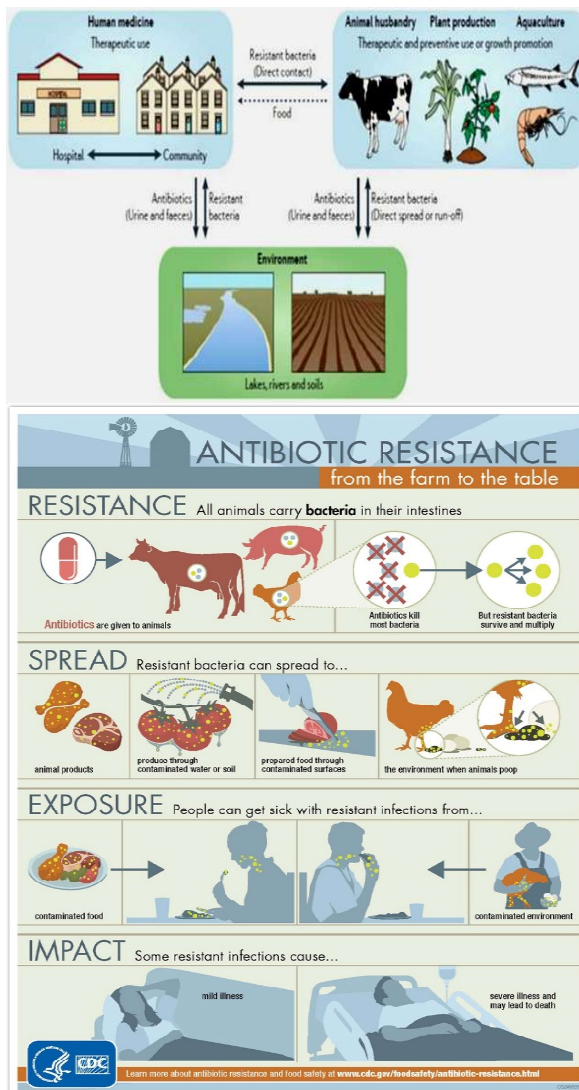 Human medicine
Therapeutic use
HOSPITAL
Hospital
Community
Resistant bacteria
(Direct contact)
Food
Animal husbandry
Plant production
Aquaculture
Therapeutic and preventive use or growth promotion
Antibiotics
(Urine and faeces)
Resistant
bacteria
Antibiotics
(Urine and faeces)
Resistant bacteria
(Direct spread or run-off)
Environment
Lakes, rivers and soils
ANTIBIOTIC RESISTANCE
from the farm to the table
RESISTANCE All animals carry bacteria in their intestines
Antibiotics are given to animals
Antibiotics kill
most bacteria
But resistant bacteria
survive and multiply
SPREAD Resistant bacteria can spread to...
animal products
produce through
contaminated water or soil
prepared food through
contaminated surfaces
the environment when animals poop
EXPOSURE People can get sick with resistant infections from...
contaminated food
contaminated environment
IMPACT Some resistant infections cause...
mild illness
severe illness and
may lead to death
CDC
Learn more about antibiotic resistance and food safety at www.cdc.gov/foodsafety/antibiotic-resistance.html